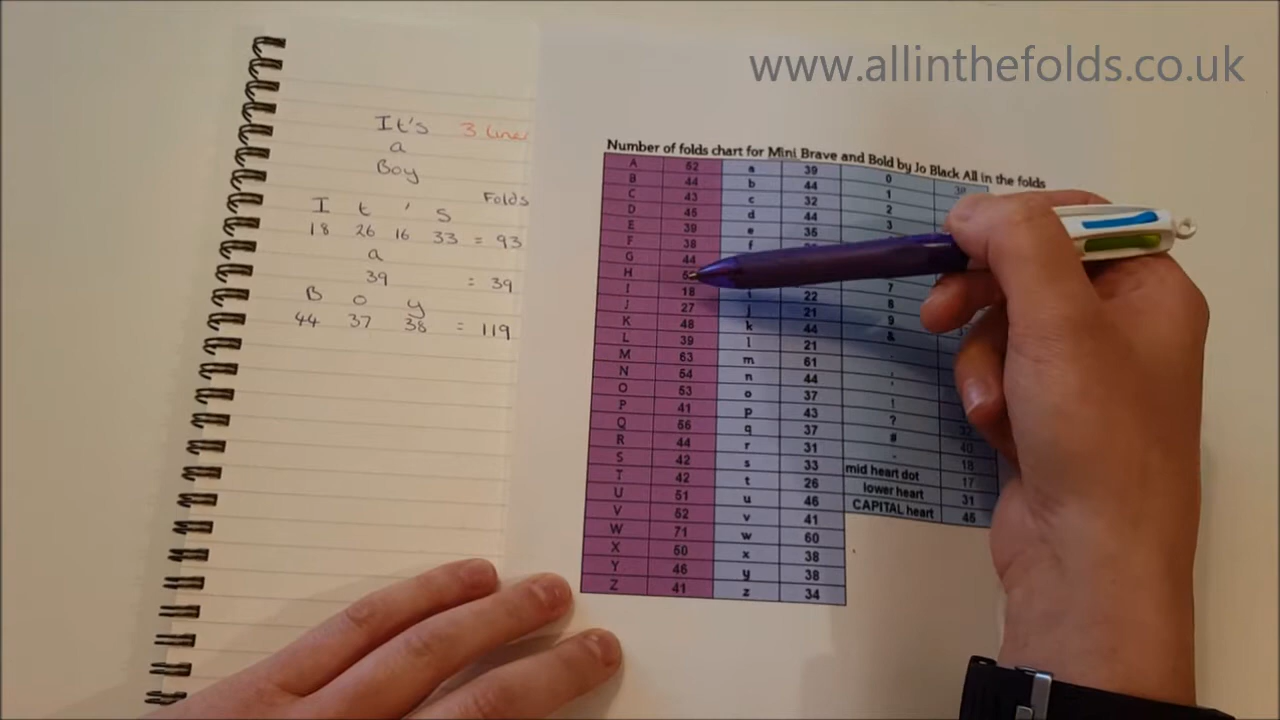 www.allinthefolds.co.uk
It's 3 line
a
Boy
Folds
I t ' s
18 26 16 33 = 93
a
39 = 39
B o y
44 37 38 = 119
Number of folds chart for Mini Brave and Bold by Jo Black All in the folds
A 52 a 39 0
B 44 b 44 1
C 43 c 32 2
D 45 d 44 3
E 39 e 35
F 38 f
G 44
H
I 18 i 22 7
J 27 j 21 8
K 48 k 44 9
L 39 l 21 &
M 63 m 61 .
N 54 n 44 ,
O 53 o 37 '
P 41 p 43 !
Q 56 q 37 ?
R 44 r 31 # 40
S 42 s 33 - 18
T 42 t 26 mid heart dot 17
U 51 u 46 lower heart 31
V 52 v 41 CAPITAL heart 45
W 71 w 60
X 50 x 38
Y 46 y 38
Z 41 z 34